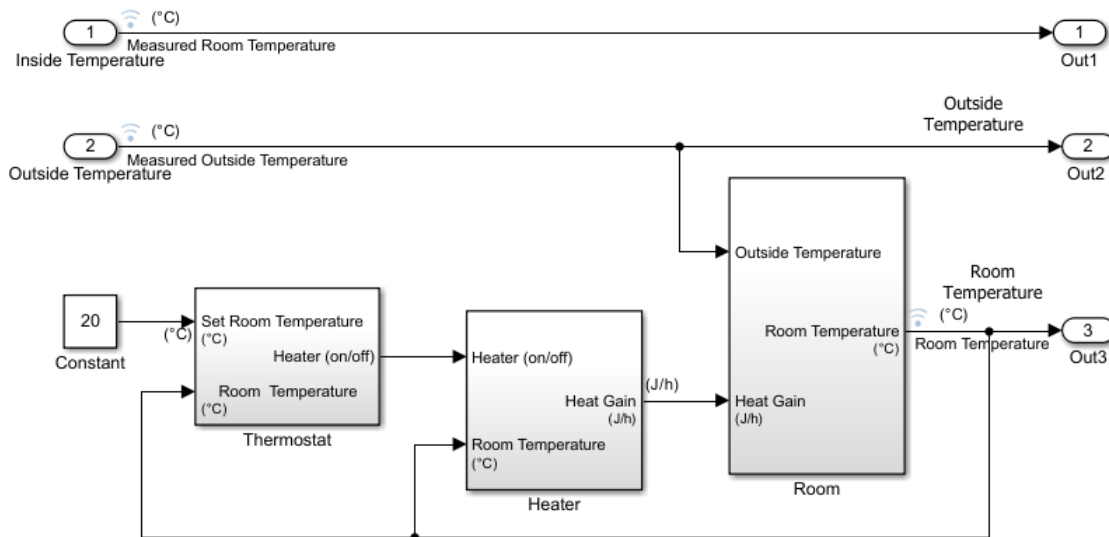 (°C)
1
Measured Room Temperature
Inside Temperature
1
Out1
(°C)
2
Measured Outside Temperature
Outside Temperature
Outside
Temperature
2
Out2
Outside Temperature
Room Temperature
(°C)
Heat Gain
(J/h)
Room
Room
Temperature
(°C)
Room Temperature
3
Out3
20
Constant
(°C)
Set Room Temperature
(°C)
Heater (on/off)
Room Temperature
(°C)
Thermostat
Heater (on/off)
Heat Gain
(J/h)
Room Temperature
(°C)
Heater
(J/h)